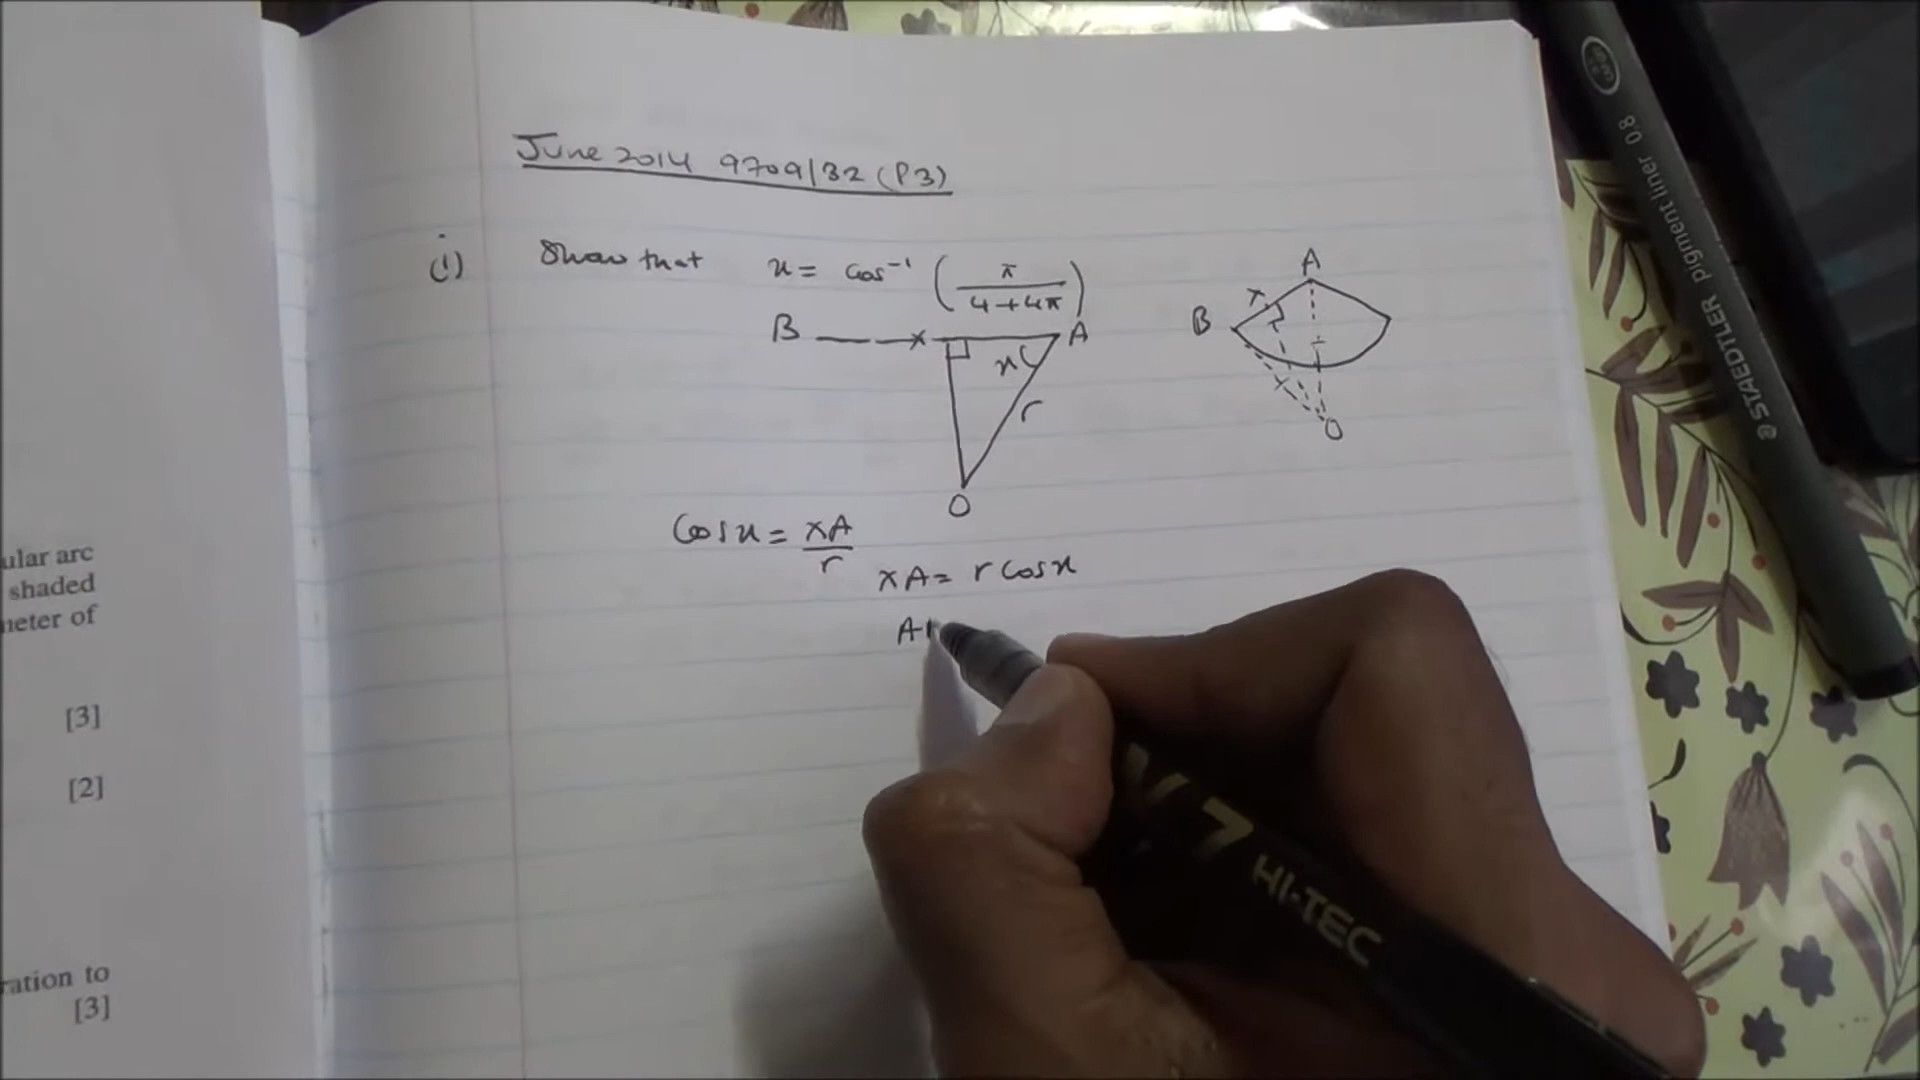 June 2014 9709/32 (P3)
(i) Show that x = cos⁻¹ (π / 4+4π)
B x A
x
r
O
A
x
B
O
Cos x = XA / r
XA = r Cos x
A
ular arc
shaded
neter of
[3]
[2]
ration to
[3]
STAEDTLER pigment liner 0.8
V7
HI-TEC